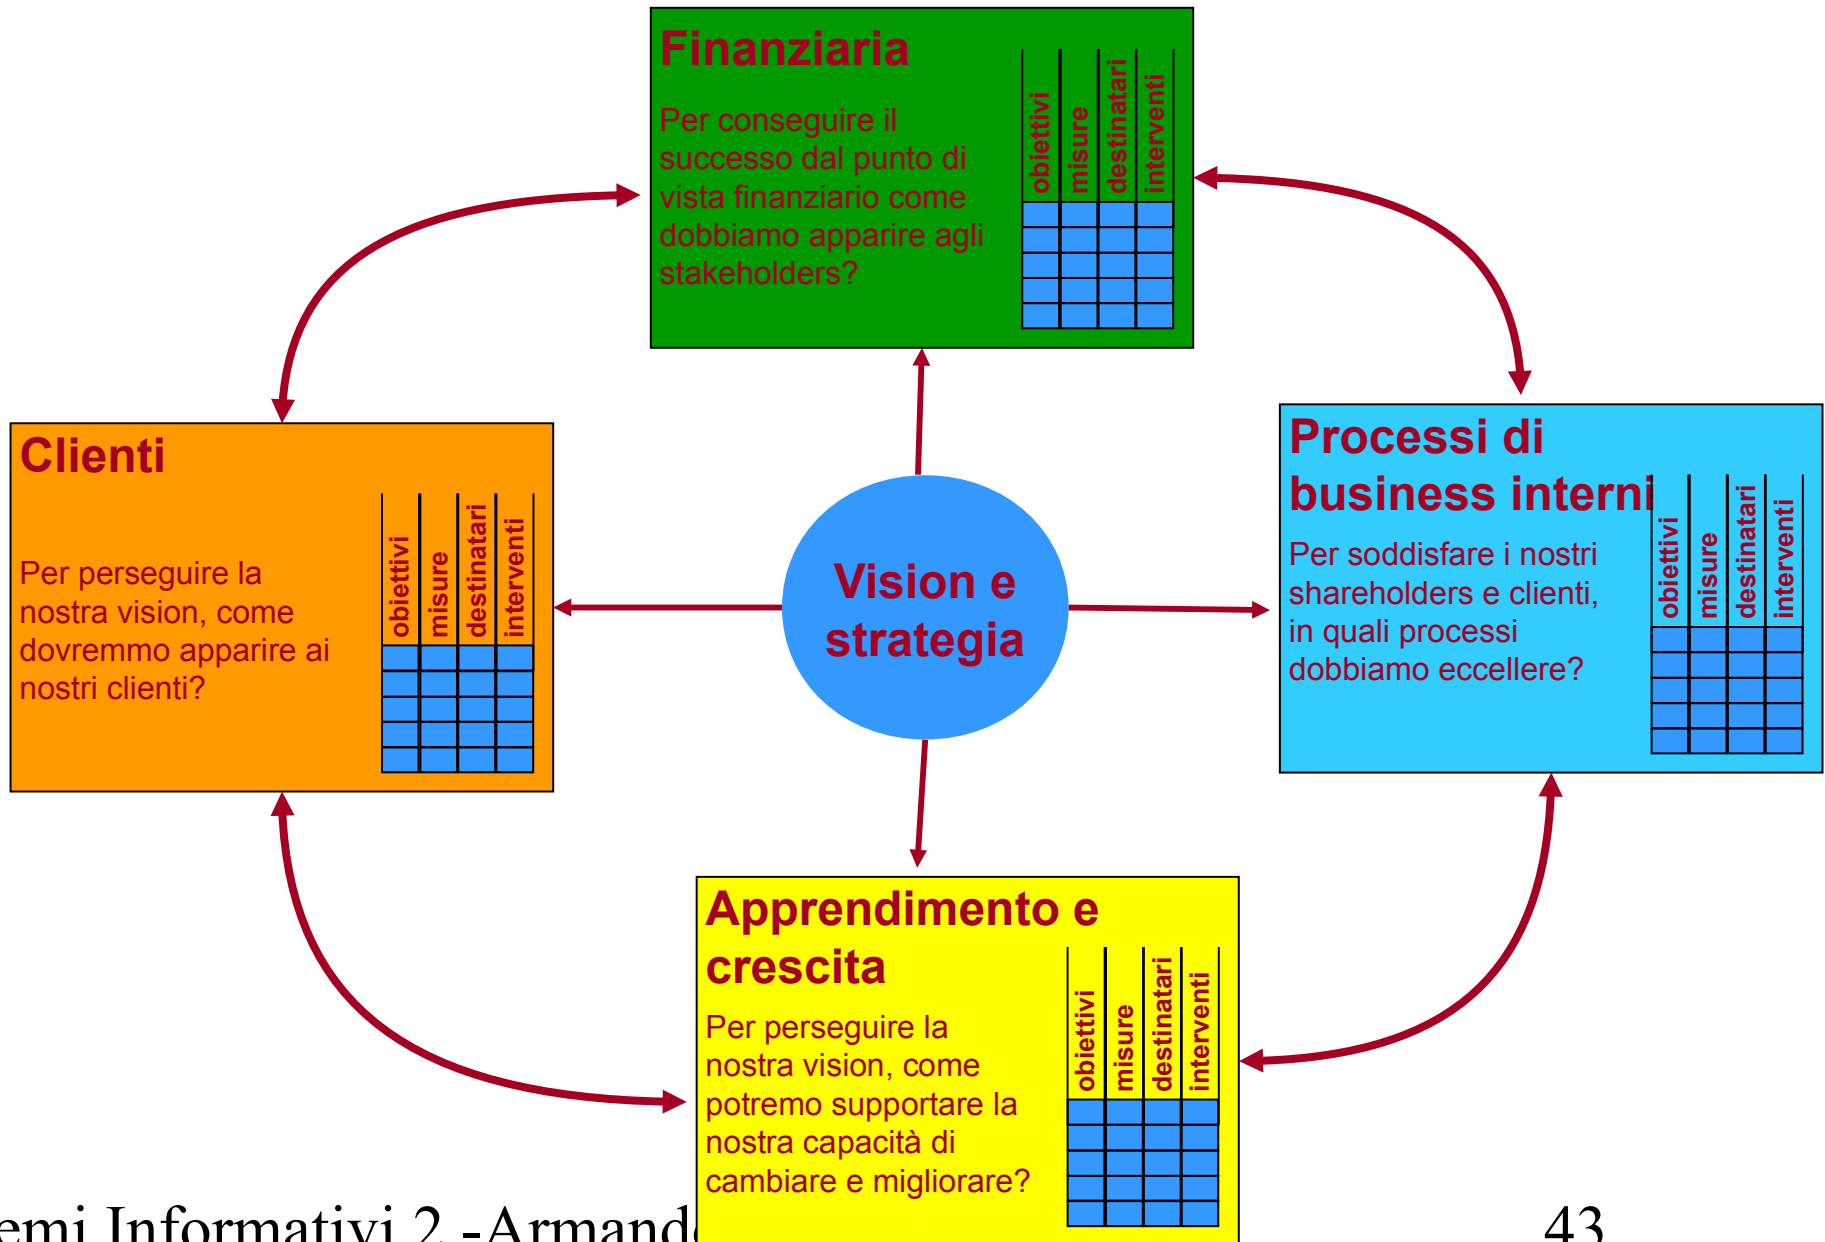 Finanziaria
Per conseguire il
successo dal punto di
vista finanziario come
dobbiamo apparire agli
stakeholders?
obiettivi
misure
destinatari
interventi
Clienti
Per perseguire la
nostra vision, come
dovremmo apparire ai
nostri clienti?
obiettivi
misure
destinatari
interventi
Vision e
strategia
Processi di
business interni
Per soddisfare i nostri
shareholders e clienti,
in quali processi
dobbiamo eccellere?
obiettivi
misure
destinatari
interventi
Apprendimento e
crescita
Per perseguire la
nostra vision, come
potremo supportare la
nostra capacità di
cambiare e migliorare?
obiettivi
misure
destinatari
interventi
emi Informativi 2 -Armand
43